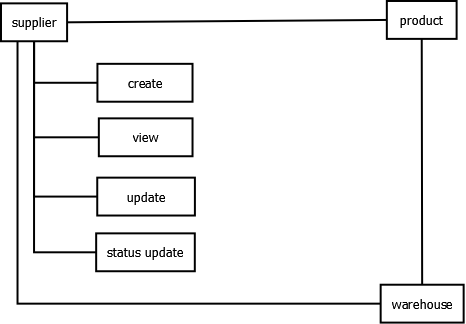 supplier
product
create
view
update
status update
warehouse